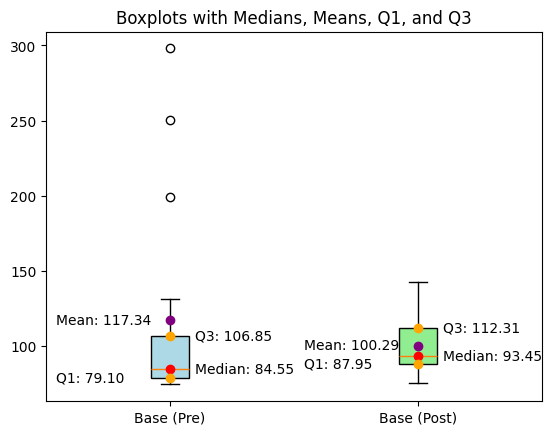 Boxplots with Medians, Means, Q1, and Q3
300
250
200
150
100
Mean: 117.34
Q3: 106.85
Median: 84.55
Q1: 79.10
Q3: 112.31
Mean: 100.29
Median: 93.45
Q1: 87.95
Base (Pre)
Base (Post)